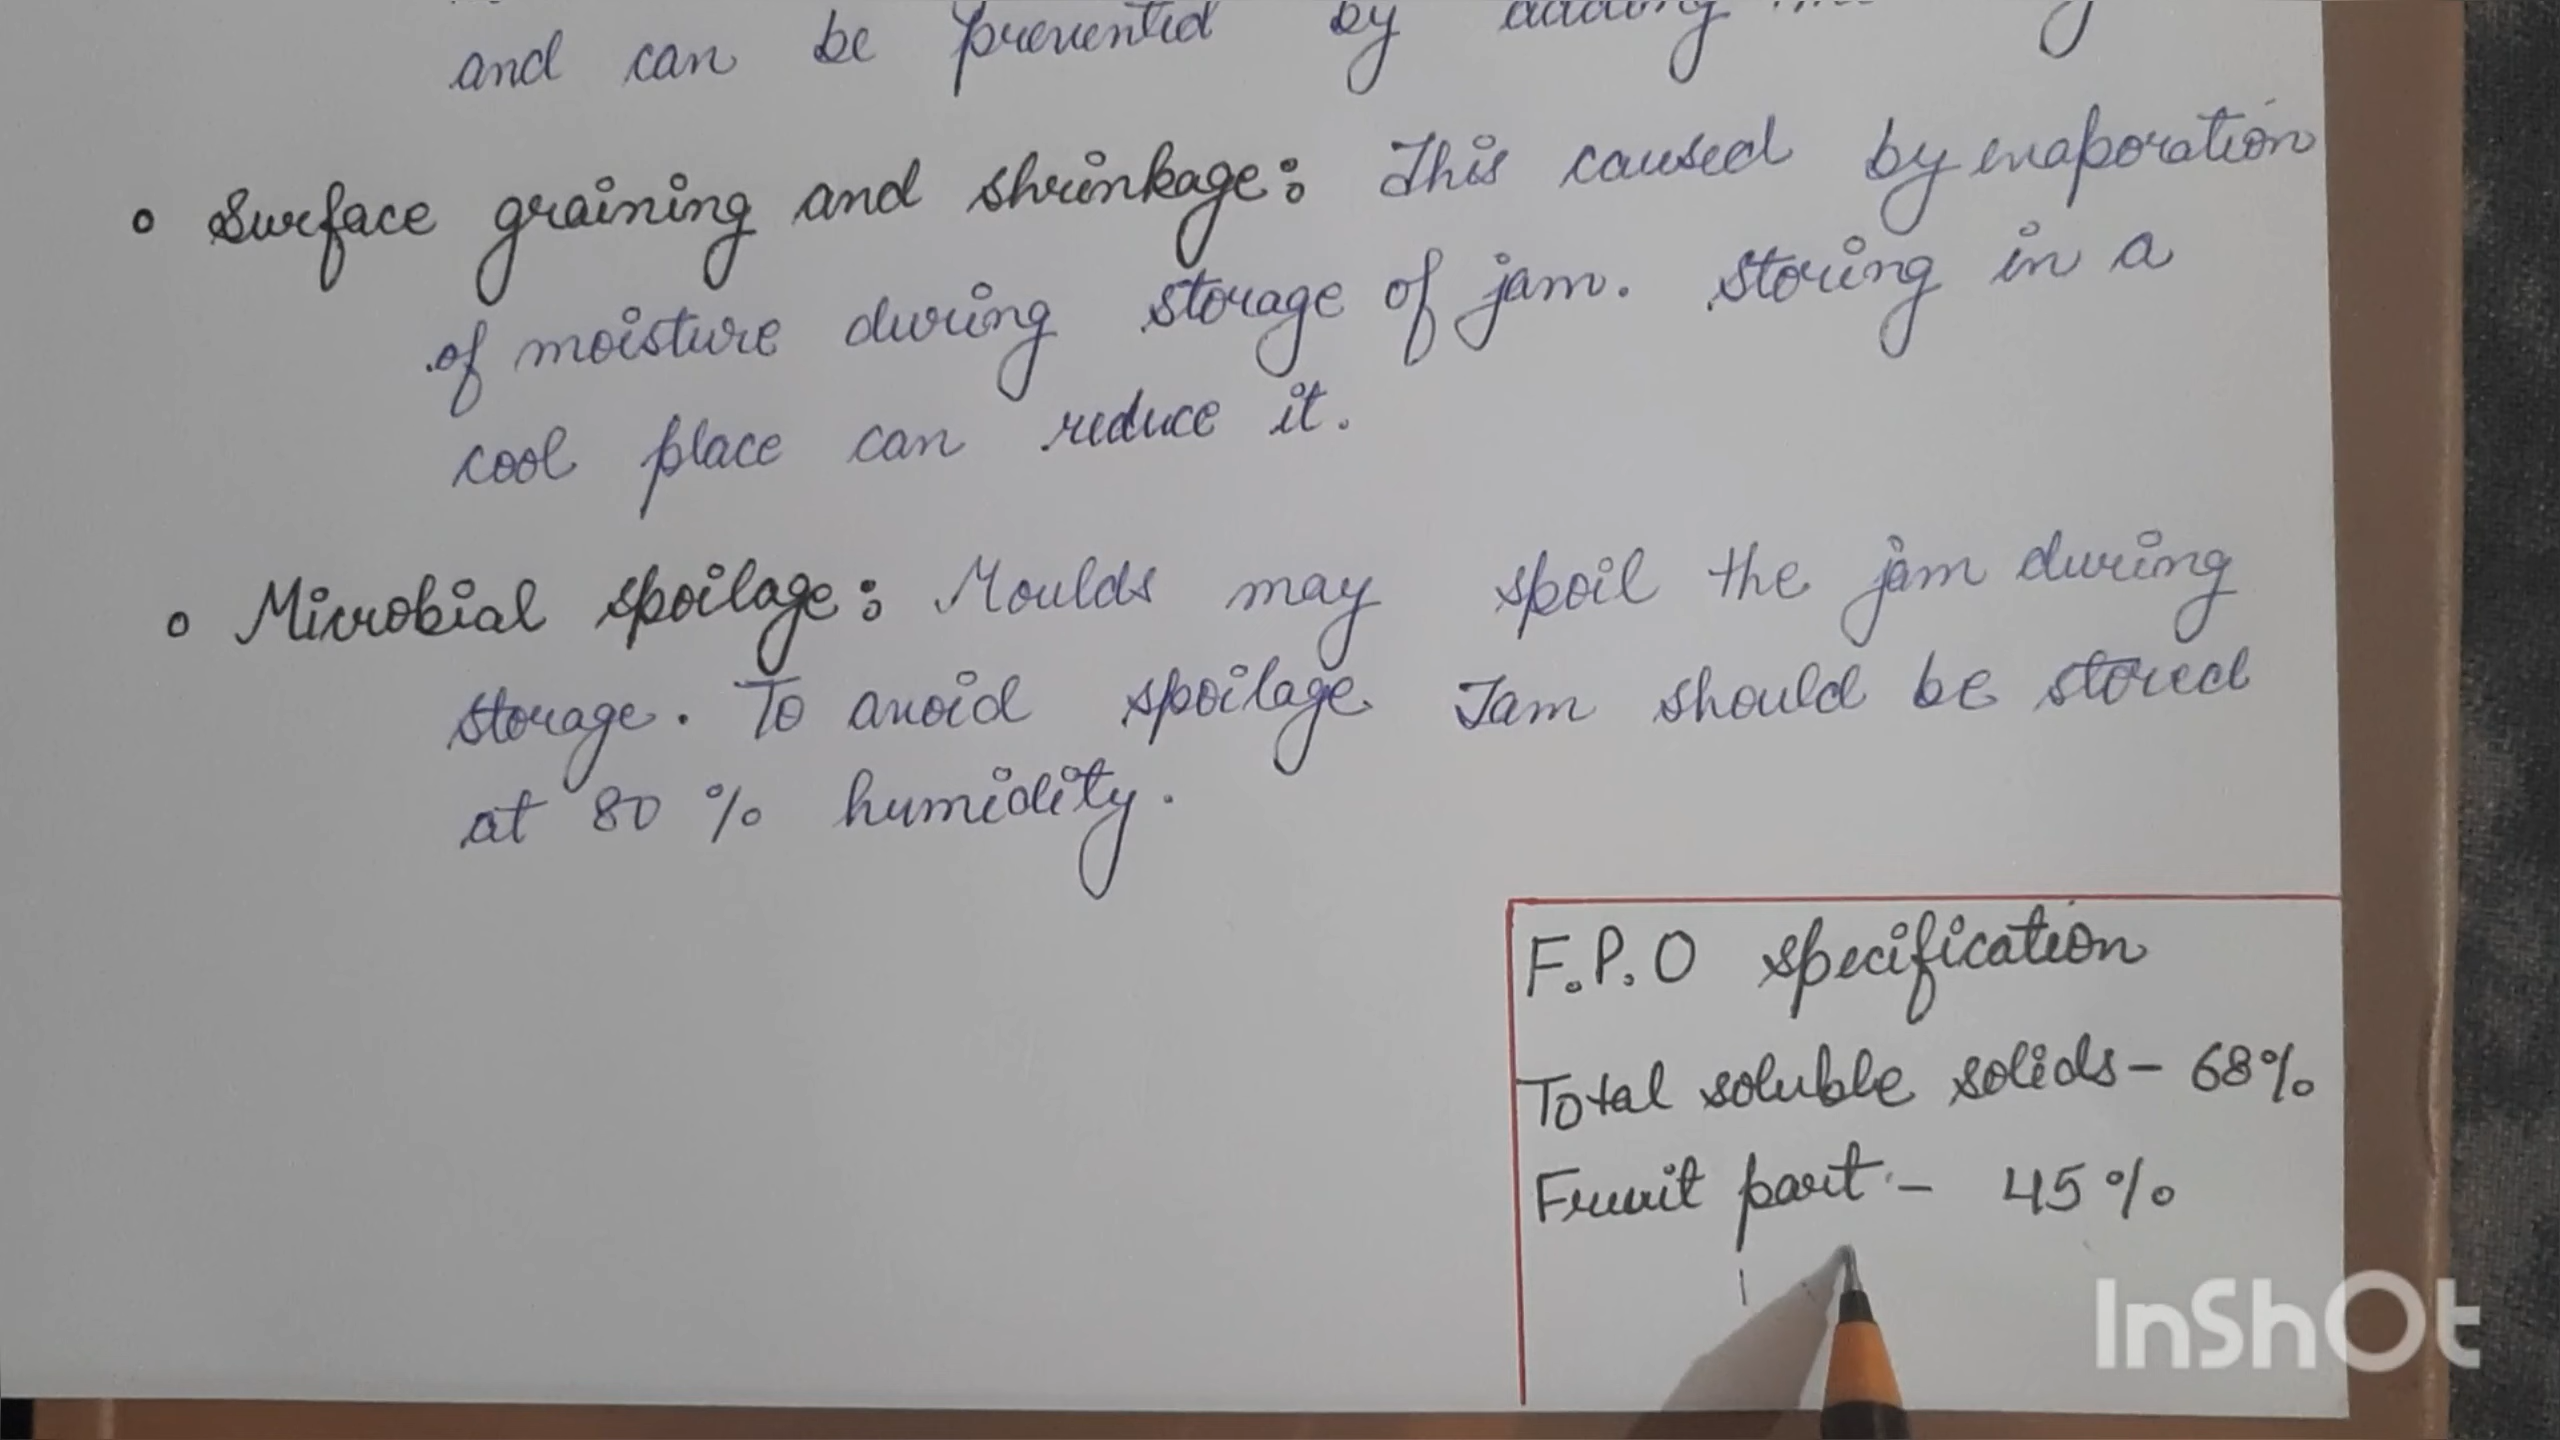 and can be prevented by adding
• Surface graining and shrinkage: This caused by evaporation
of moisture during storage of jam. storing in a
cool place can reduce it.
• Microbial spoilage: Moulds may spoil the jam during
storage. To avoid spoilage Jam should be stored
at 80 % humidity.
F.P.O specification
Total soluble solids - 68%
Fruit part - 45%
InShOt